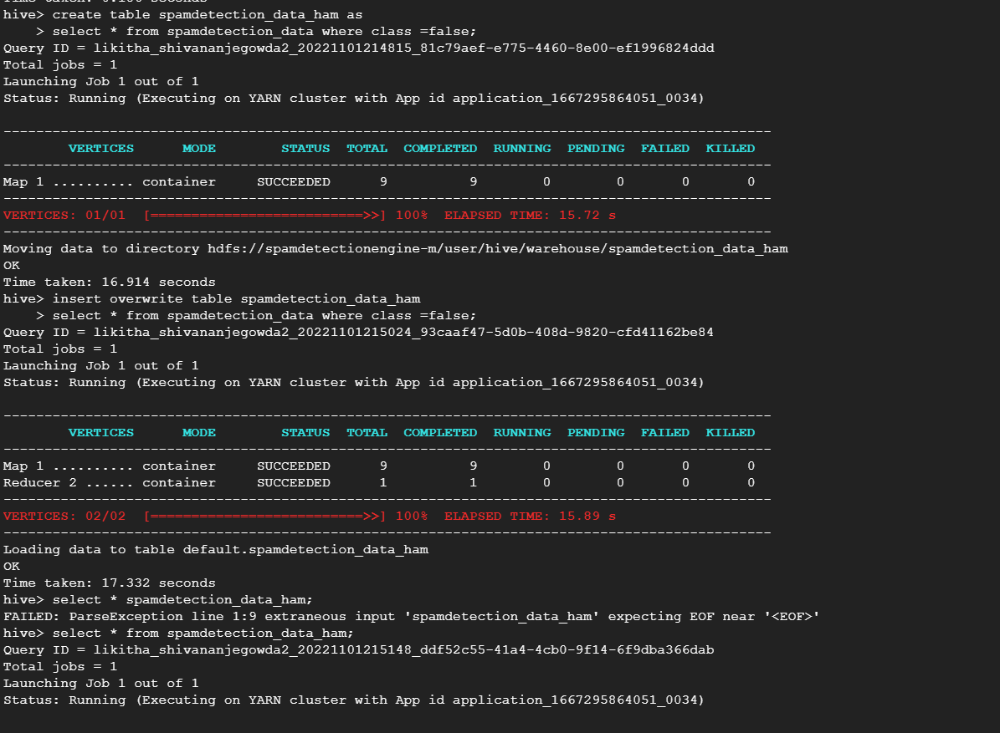 hive> create table spamdetection_data_ham as
    > select * from spamdetection_data where class =false;
Query ID = likitha_shivananjegowda2_20221101214815_81c79aef-e775-4460-8e00-ef1996824ddd
Total jobs = 1
Launching Job 1 out of 1
Status: Running (Executing on YARN cluster with App id application_1667295864051_0034)

----------------------------------------------------------------------------------------------
        VERTICES      MODE        STATUS  TOTAL  COMPLETED  RUNNING  PENDING  FAILED  KILLED
----------------------------------------------------------------------------------------------
Map 1 .......... container     SUCCEEDED      9          9        0        0       0       0
----------------------------------------------------------------------------------------------
VERTICES: 01/01  [==========================>>] 100%  ELAPSED TIME: 15.72 s
----------------------------------------------------------------------------------------------
Moving data to directory hdfs://spamdetectionengine-m/user/hive/warehouse/spamdetection_data_ham
OK
Time taken: 16.914 seconds
hive> insert overwrite table spamdetection_data_ham
    > select * from spamdetection_data where class =false;
Query ID = likitha_shivananjegowda2_20221101215024_93caaf47-5d0b-408d-9820-cfd41162be84
Total jobs = 1
Launching Job 1 out of 1
Status: Running (Executing on YARN cluster with App id application_1667295864051_0034)

----------------------------------------------------------------------------------------------
        VERTICES      MODE        STATUS  TOTAL  COMPLETED  RUNNING  PENDING  FAILED  KILLED
----------------------------------------------------------------------------------------------
Map 1 .......... container     SUCCEEDED      9          9        0        0       0       0
Reducer 2 ...... container     SUCCEEDED      1          1        0        0       0       0
----------------------------------------------------------------------------------------------
VERTICES: 02/02  [==========================>>] 100%  ELAPSED TIME: 15.89 s
----------------------------------------------------------------------------------------------
Loading data to table default.spamdetection_data_ham
OK
Time taken: 17.332 seconds
hive> select * spamdetection_data_ham;
FAILED: ParseException line 1:9 extraneous input 'spamdetection_data_ham' expecting EOF near '<EOF>'
hive> select * from spamdetection_data_ham;
Query ID = likitha_shivananjegowda2_20221101215148_ddf52c55-41a4-4cb0-9f14-6f9dba366dab
Total jobs = 1
Launching Job 1 out of 1
Status: Running (Executing on YARN cluster with App id application_1667295864051_0034)